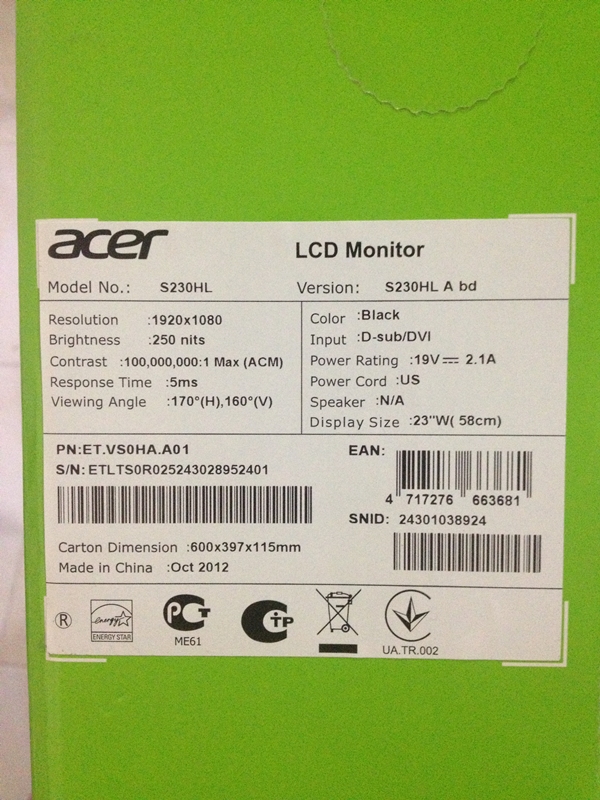 acer
LCD Monitor
Model No.: S230HL
Version: S230HL A bd
Resolution :1920x1080
Brightness :250 nits
Contrast :100,000,000:1 Max (ACM)
Response Time :5ms
Viewing Angle :170°(H),160°(V)
Color :Black
Input :D-sub/DVI
Power Rating :19V⎓ 2.1A
Power Cord :US
Speaker :N/A
Display Size :23"W( 58cm)
PN:ET.VS0HA.A01
S/N:ETLTS0R025243028952401
EAN:
4 717276 663681
SNID: 24301038924
Carton Dimension :600x397x115mm
Made in China :Oct 2012
®
energy
ENERGY STAR
PCT
ME61
CTP
UA.TR.002